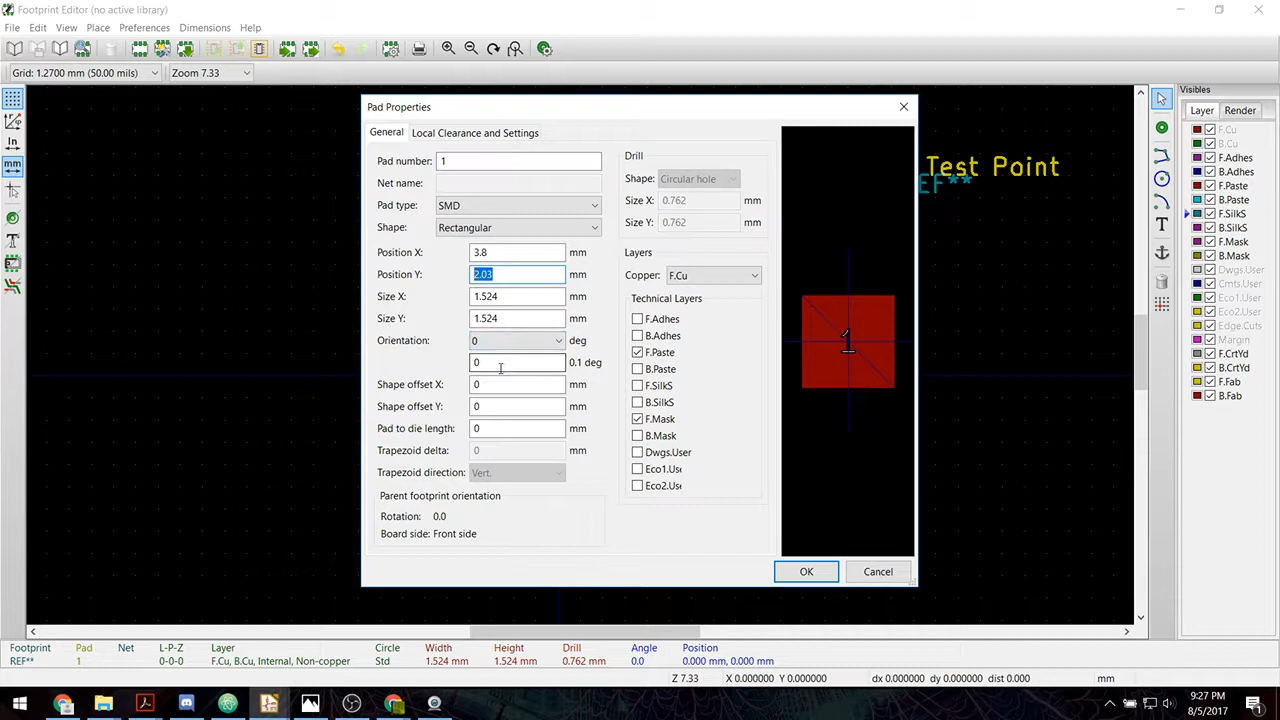 Footprint Editor (no active library)
File Edit View Place Preferences Dimensions Help
Grid: 1.2700 mm (50.00 mils) Zoom 7.33
In
mm
Pad Properties
General Local Clearance and Settings
Pad number: 1
Net name:
Pad type: SMD
Shape: Rectangular
Position X: 3.8 mm
Position Y: 2.03 mm
Size X: 1.524 mm
Size Y: 1.524 mm
Orientation: 0 deg
0 0.1 deg
Shape offset X: 0 mm
Shape offset Y: 0 mm
Pad to die length: 0 mm
Trapezoid delta: 0 mm
Trapezoid direction: Vert.
Parent footprint orientation
Rotation: 0.0
Board side: Front side
Drill
Shape: Circular hole
Size X: 0.762 mm
Size Y: 0.762 mm
Layers
Copper: F.Cu
Technical Layers
F.Adhes
B.Adhes
F.Paste
B.Paste
F.SilkS
B.SilkS
F.Mask
B.Mask
Dwgs.User
Eco1.Use
Eco2.Use
1
OK Cancel
Test Point
EF**
Visibles
Layer Render
F.Cu
B.Cu
F.Adhes
B.Adhes
F.Paste
B.Paste
F.SilkS
B.SilkS
F.Mask
B.Mask
Dwgs.User
Cmts.User
Eco1.User
Eco2.User
Edge.Cuts
Margin
F.CrtYd
B.CrtYd
F.Fab
B.Fab
Footprint Pad Net L-P-Z Layer Circle Width Height Drill Angle Position
REF** 1 0-0-0 F.Cu, B.Cu, Internal, Non-copper Std 1.524 mm 1.524 mm 0.762 mm 0.0 0.000 mm, 0.000 mm
Z 7.33 X 0.000000 Y 0.000000 dx 0.000000 dy 0.000000 dist 0.000 mm
9:27 PM
8/5/2017